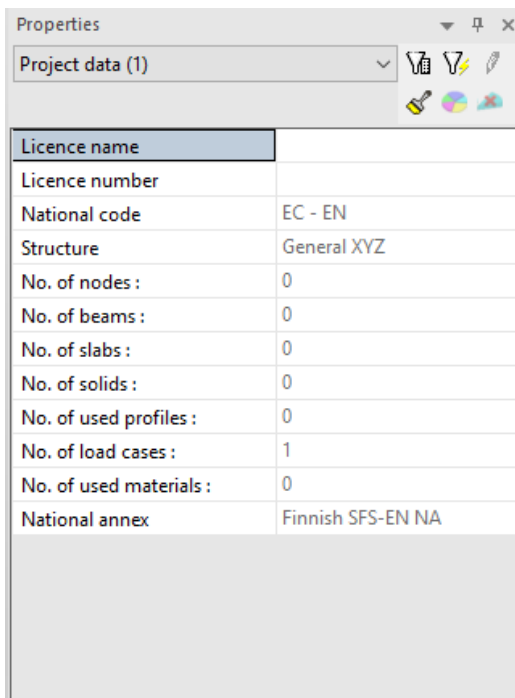 Properties
Project data (1)
Licence name
Licence number
National code EC - EN
Structure General XYZ
No. of nodes : 0
No. of beams : 0
No. of slabs : 0
No. of solids : 0
No. of used profiles : 0
No. of load cases : 1
No. of used materials : 0
National annex Finnish SFS-EN NA